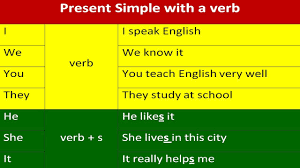 Present Simple with a verb
I verb I speak English
We We know it
You You teach English very well
They They study at school
He verb + s He likes it
She She lives in this city
It It really helps me